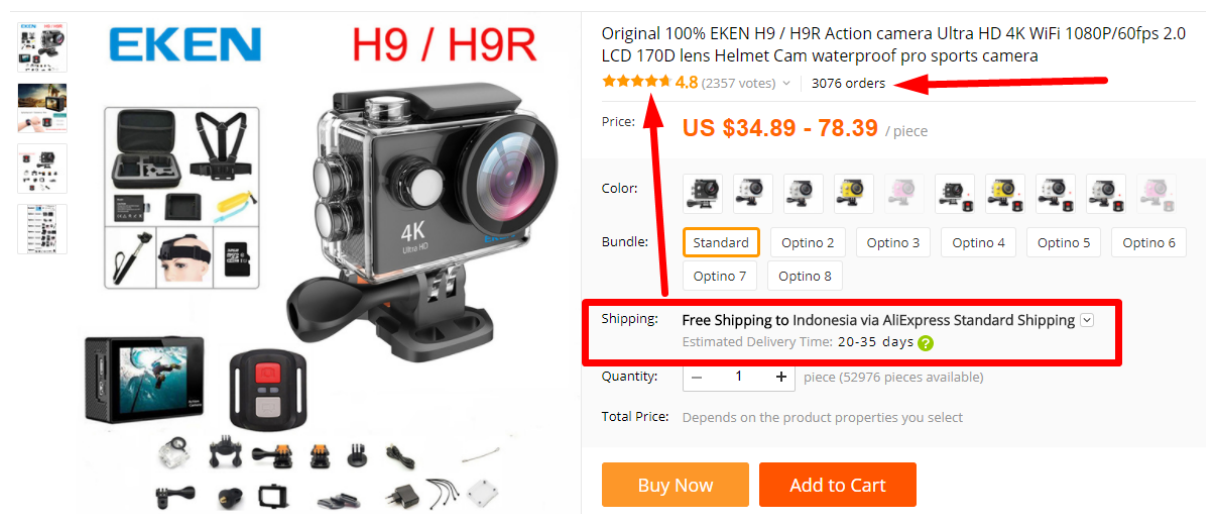 EKEN H9 / H9R
4K
Ultra HD
EKEN
Original 100% EKEN H9 / H9R Action camera Ultra HD 4K WiFi 1080P/60fps 2.0
LCD 170D lens Helmet Cam waterproof pro sports camera
4.8 (2357 votes) 3076 orders
Price: US $34.89 - 78.39 / piece
Color:
Bundle: Standard Optino 2 Optino 3 Optino 4 Optino 5 Optino 6
Optino 7 Optino 8
Shipping: Free Shipping to Indonesia via AliExpress Standard Shipping
Estimated Delivery Time: 20-35 days ?
Quantity: − 1 + piece (52976 pieces available)
Total Price: Depends on the product properties you select
Buy Now Add to Cart